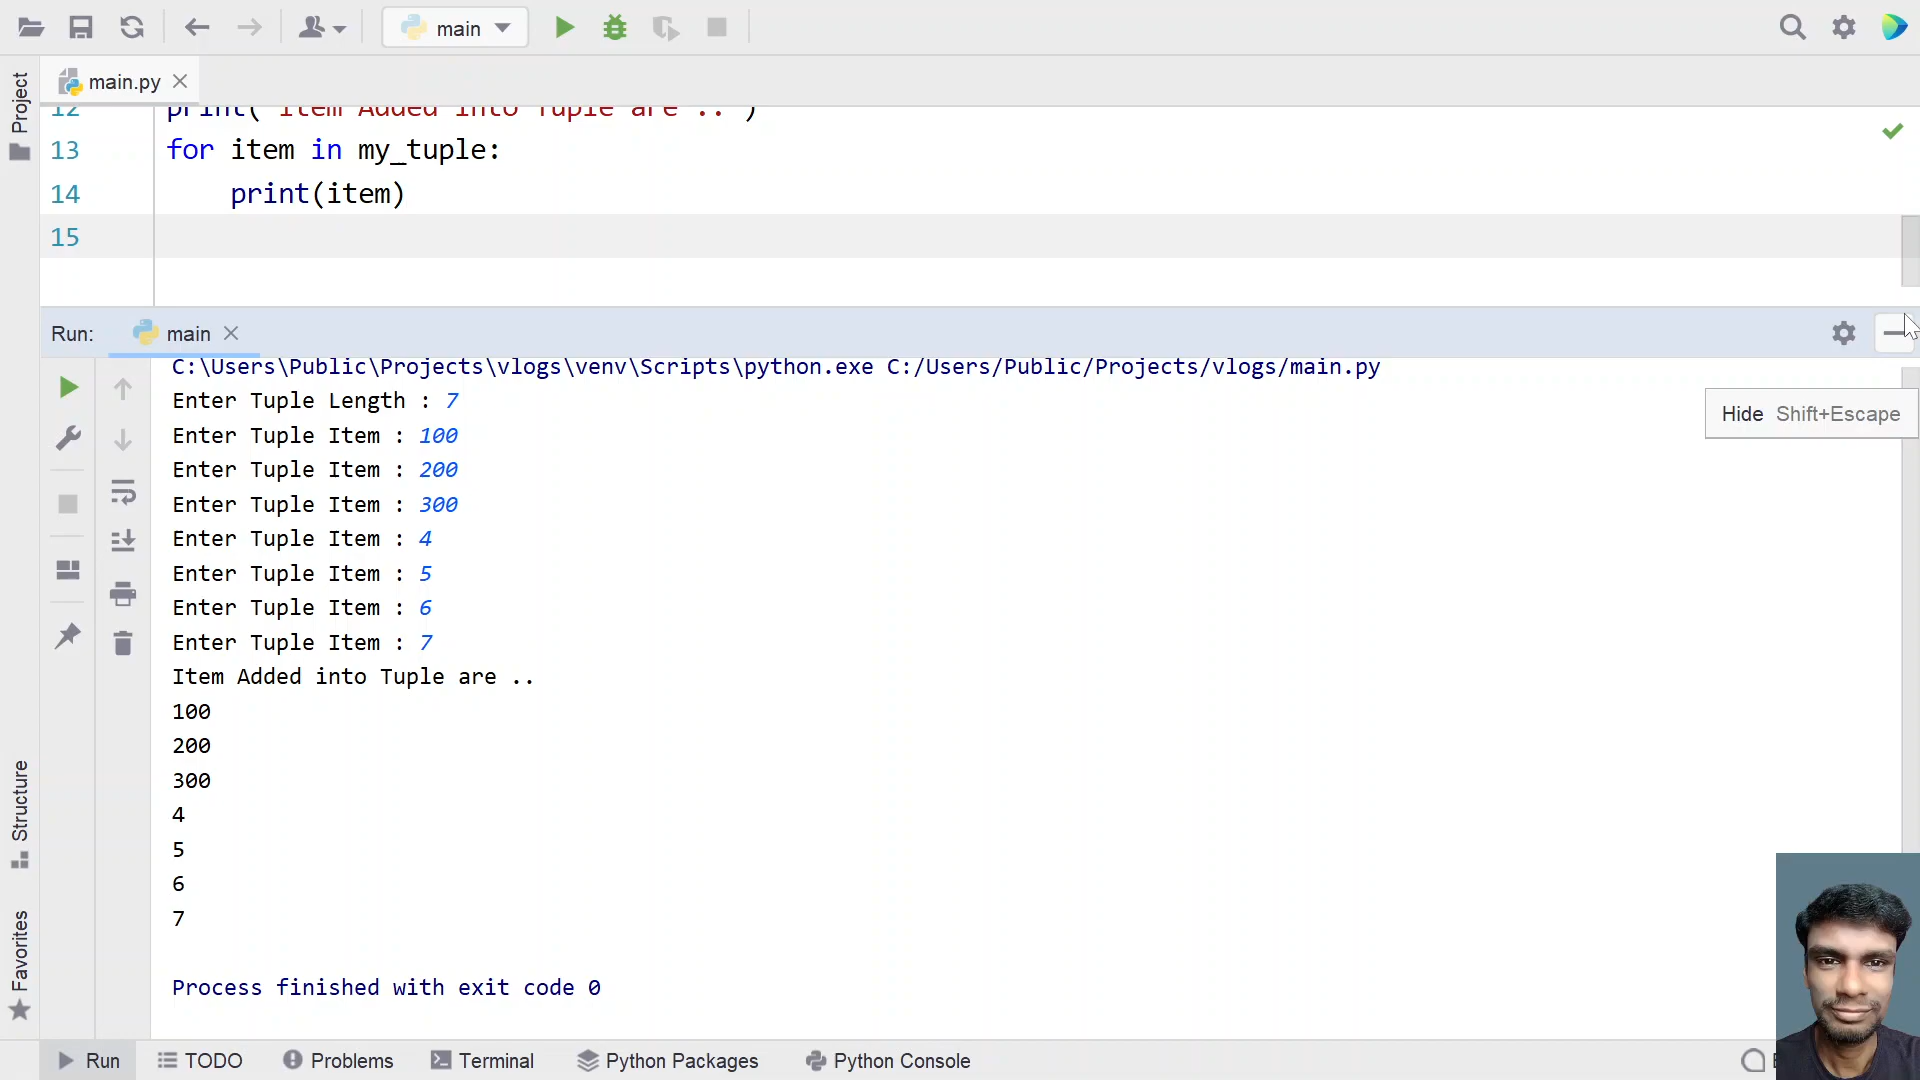 main
Project
main.py
12 print("Item Added into Tuple are ..")
13 for item in my_tuple:
14 print(item)
15
Run: main
C:\Users\Public\Projects\vlogs\venv\Scripts\python.exe C:/Users/Public/Projects/vlogs/main.py
Hide Shift+Escape
Enter Tuple Length : 7
Enter Tuple Item : 100
Enter Tuple Item : 200
Enter Tuple Item : 300
Enter Tuple Item : 4
Enter Tuple Item : 5
Enter Tuple Item : 6
Enter Tuple Item : 7
Item Added into Tuple are ..
100
200
300
4
5
6
7
Process finished with exit code 0
Structure
Favorites
Run TODO Problems Terminal Python Packages Python Console